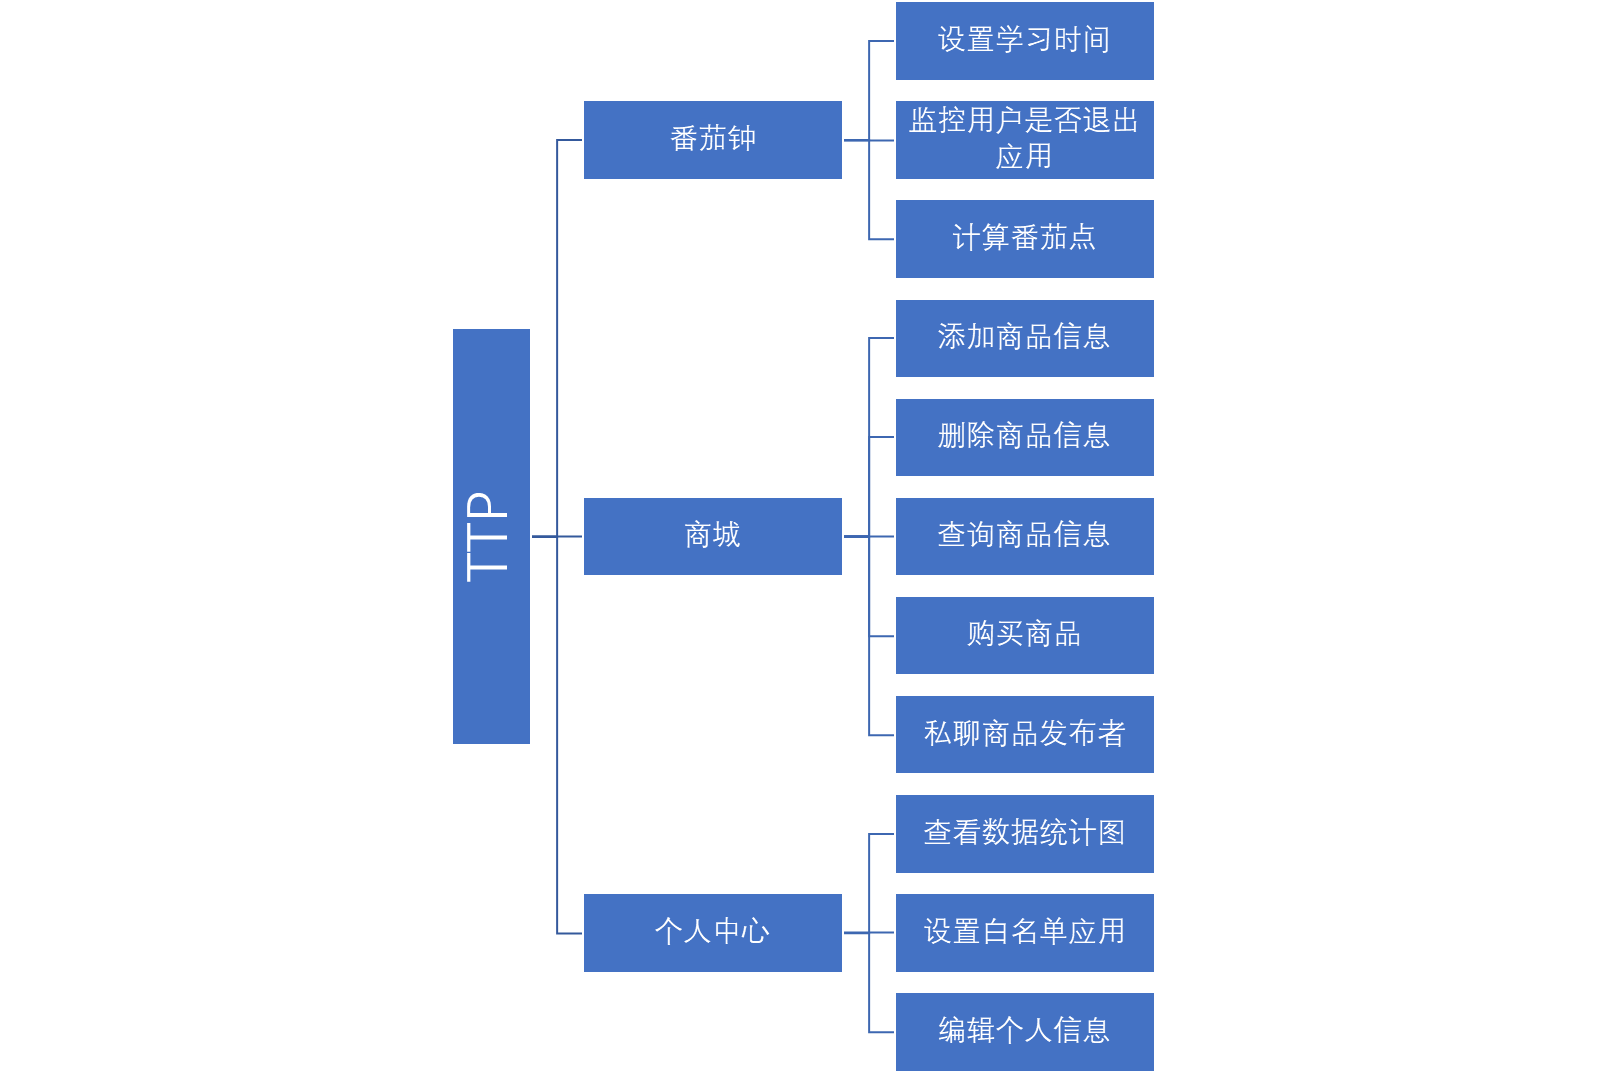 TTP
番茄钟
设置学习时间
监控用户是否退出
应用
计算番茄点
商城
添加商品信息
删除商品信息
查询商品信息
购买商品
私聊商品发布者
个人中心
查看数据统计图
设置白名单应用
编辑个人信息